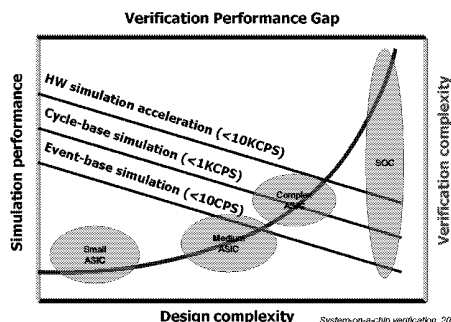 Verification Performance Gap
Simulation performance
HW simulation acceleration (<10KCPS)
Cycle-base simulation (<1KCPS)
Event-base simulation (<10CPS)
Small
ASIC
Medium
ASIC
Complex
ASIC
SOC
Verification complexity
Design complexity
System-on-a-chip verification, 20